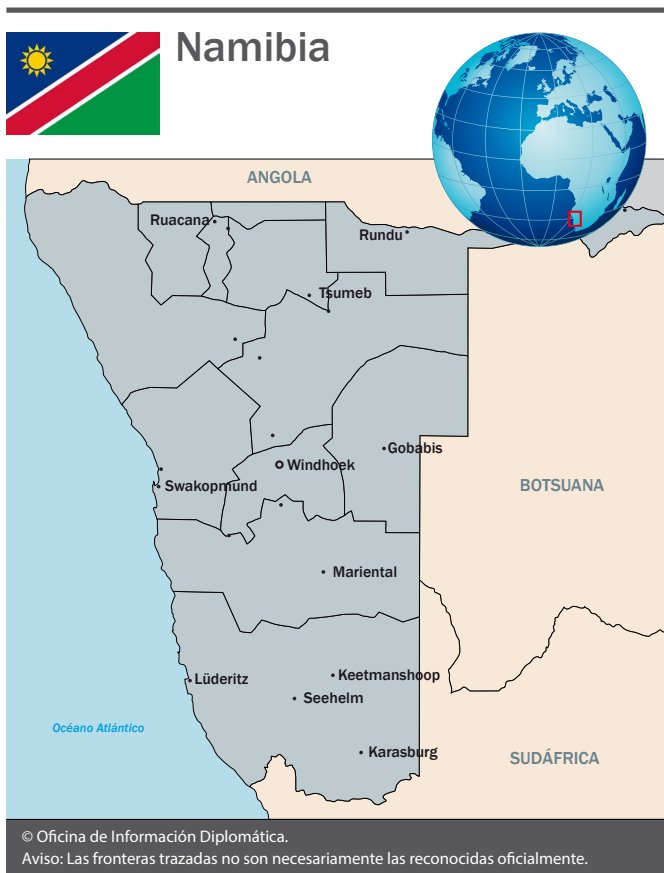 Namibia
ANGOLA
Ruacana
Rundu
Tsumeb
Gobabis
Windhoek
Swakopmund
BOTSUANA
Mariental
Keetmanshoop
Lüderitz
Seehelm
Océano Atlántico
Karasburg
SUDÁFRICA
© Oficina de Información Diplomática.
Aviso: Las fronteras trazadas no son necesariamente las reconocidas oficialmente.